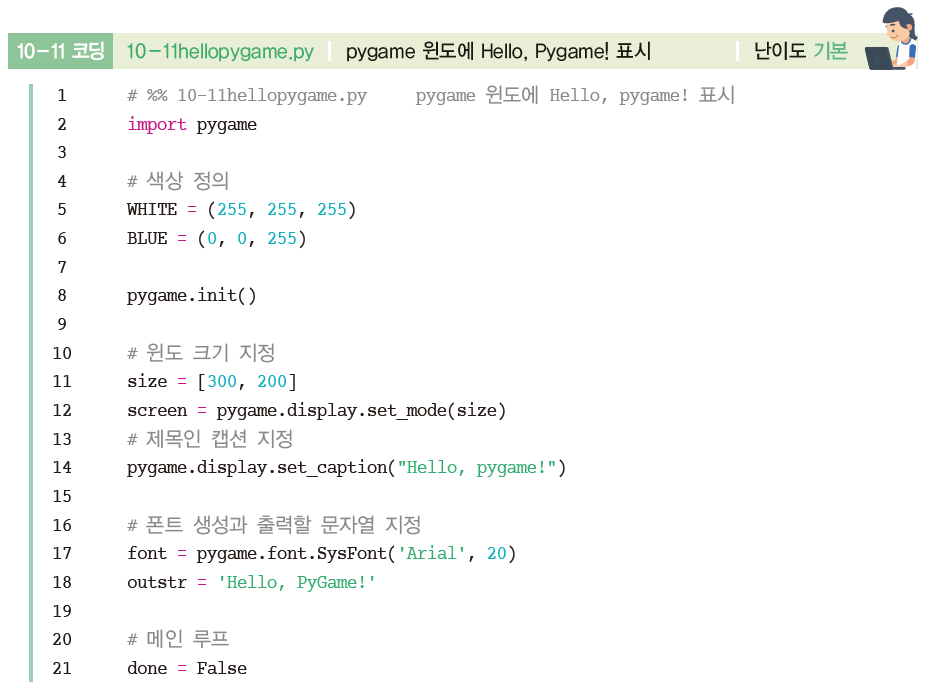 10-11 코딩 10-11hellopygame.py pygame 윈도에 Hello, Pygame! 표시 난이도 기본
1 # %% 10-11hellopygame.py pygame 윈도에 Hello, pygame! 표시
2 import pygame
3
4 # 색상 정의
5 WHITE = (255, 255, 255)
6 BLUE = (0, 0, 255)
7
8 pygame.init()
9
10 # 윈도 크기 지정
11 size = [300, 200]
12 screen = pygame.display.set_mode(size)
13 # 제목인 캡션 지정
14 pygame.display.set_caption("Hello, pygame!")
15
16 # 폰트 생성과 출력할 문자열 지정
17 font = pygame.font.SysFont('Arial', 20)
18 outstr = 'Hello, PyGame!'
19
20 # 메인 루프
21 done = False